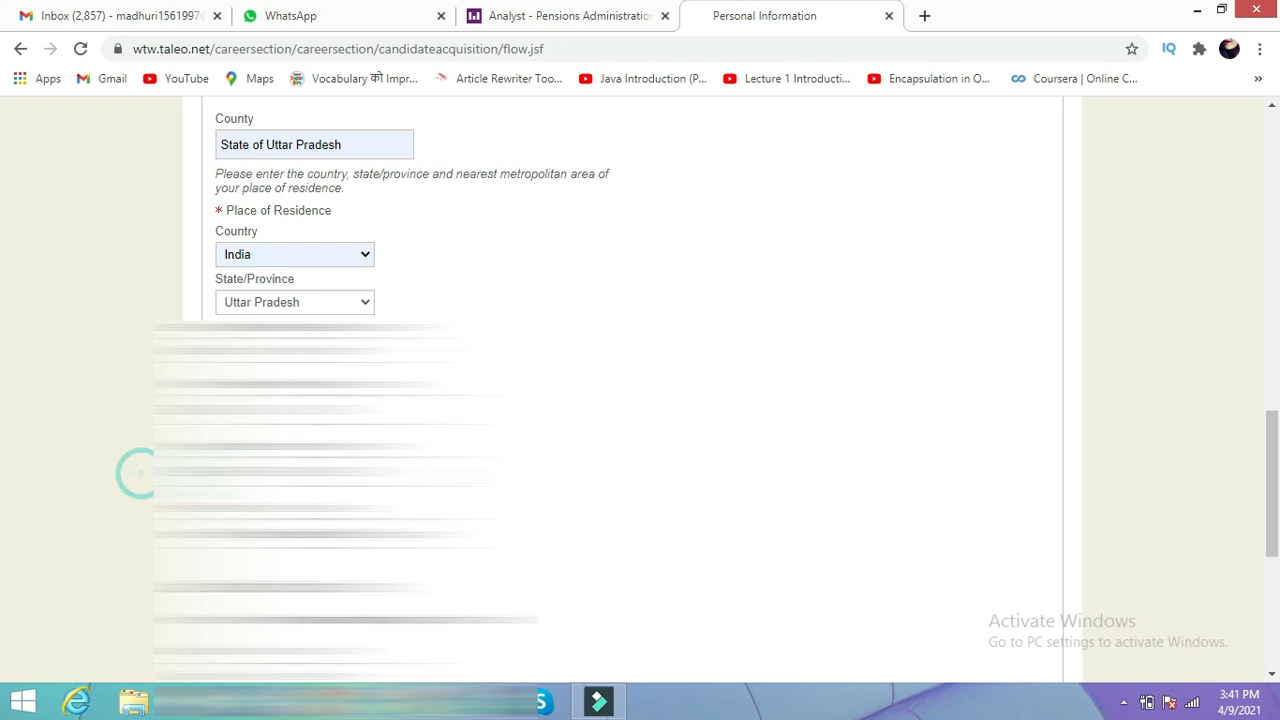 Inbox (2,857) - madhuri1561997
WhatsApp
Analyst - Pensions Administration
Personal Information
wtw.taleo.net/careersection/careersection/candidateacquisition/flow.jsf
IQ
Apps
Gmail
YouTube
Maps
Vocabulary को Impr...
Article Rewriter Too...
Java Introduction (P...
Lecture 1 Introducti...
Encapsulation in O...
Coursera | Online C...
»
County
State of Uttar Pradesh
Please enter the country, state/province and nearest metropolitan area of
your place of residence.
* Place of Residence
Country
India
State/Province
Uttar Pradesh
Activate Windows
Go to PC settings to activate Windows.
3:41 PM
4/9/2021